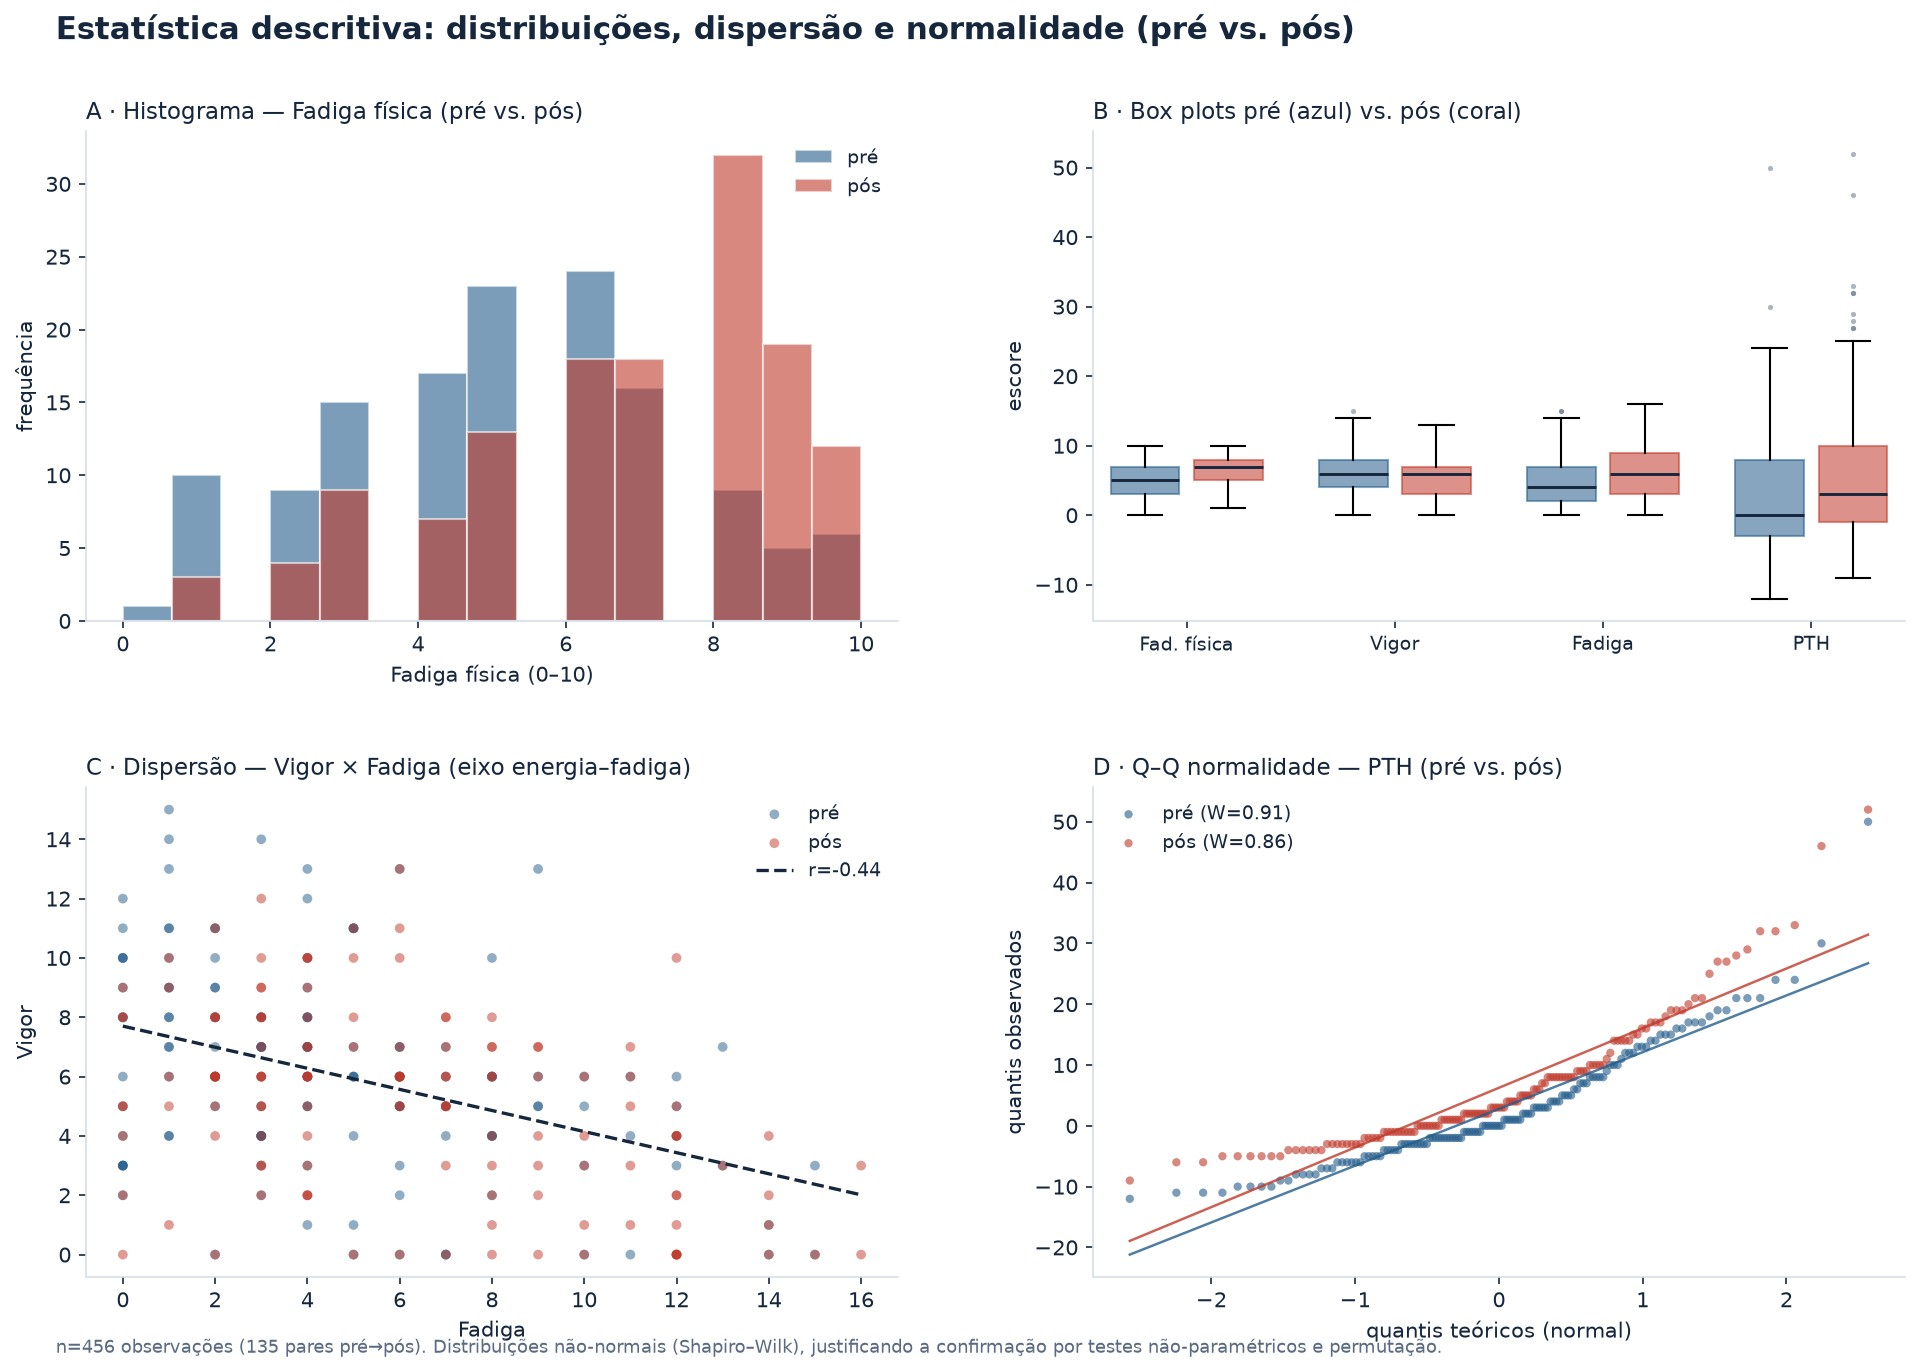 Estatística descritiva: distribuições, dispersão e normalidade (pré vs. pós)
A · Histograma — Fadiga física (pré vs. pós)
pré
pós
30
25
20
15
10
5
0
frequência
0 2 4 6 8 10
Fadiga física (0–10)
B · Box plots pré (azul) vs. pós (coral)
50
40
30
20
10
0
−10
escore
Fad. física Vigor Fadiga PTH
C · Dispersão — Vigor × Fadiga (eixo energia–fadiga)
pré
pós
r=-0.44
14
12
10
8
6
4
2
0
Vigor
0 2 4 6 8 10 12 14 16
Fadiga
D · Q–Q normalidade — PTH (pré vs. pós)
pré (W=0.91)
pós (W=0.86)
50
40
30
20
10
0
−10
−20
quantis observados
−2 −1 0 1 2
quantis teóricos (normal)
n=456 observações (135 pares pré→pós). Distribuições não-normais (Shapiro–Wilk), justificando a confirmação por testes não-paramétricos e permutação.